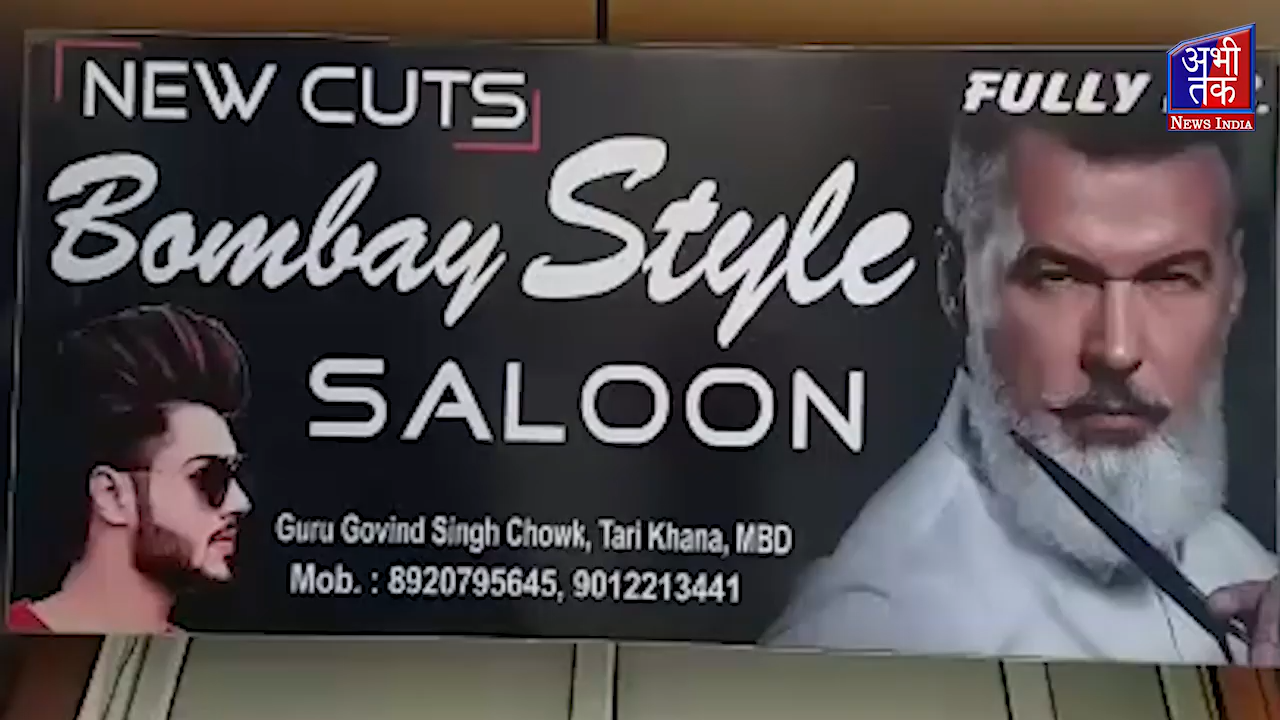 NEW CUTS
FULLY
Bombay Style
SALOON
Guru Govind Singh Chowk, Tari Khana, MBD
Mob. : 8920795645, 9012213441
अभी
तक
NEWS INDIA